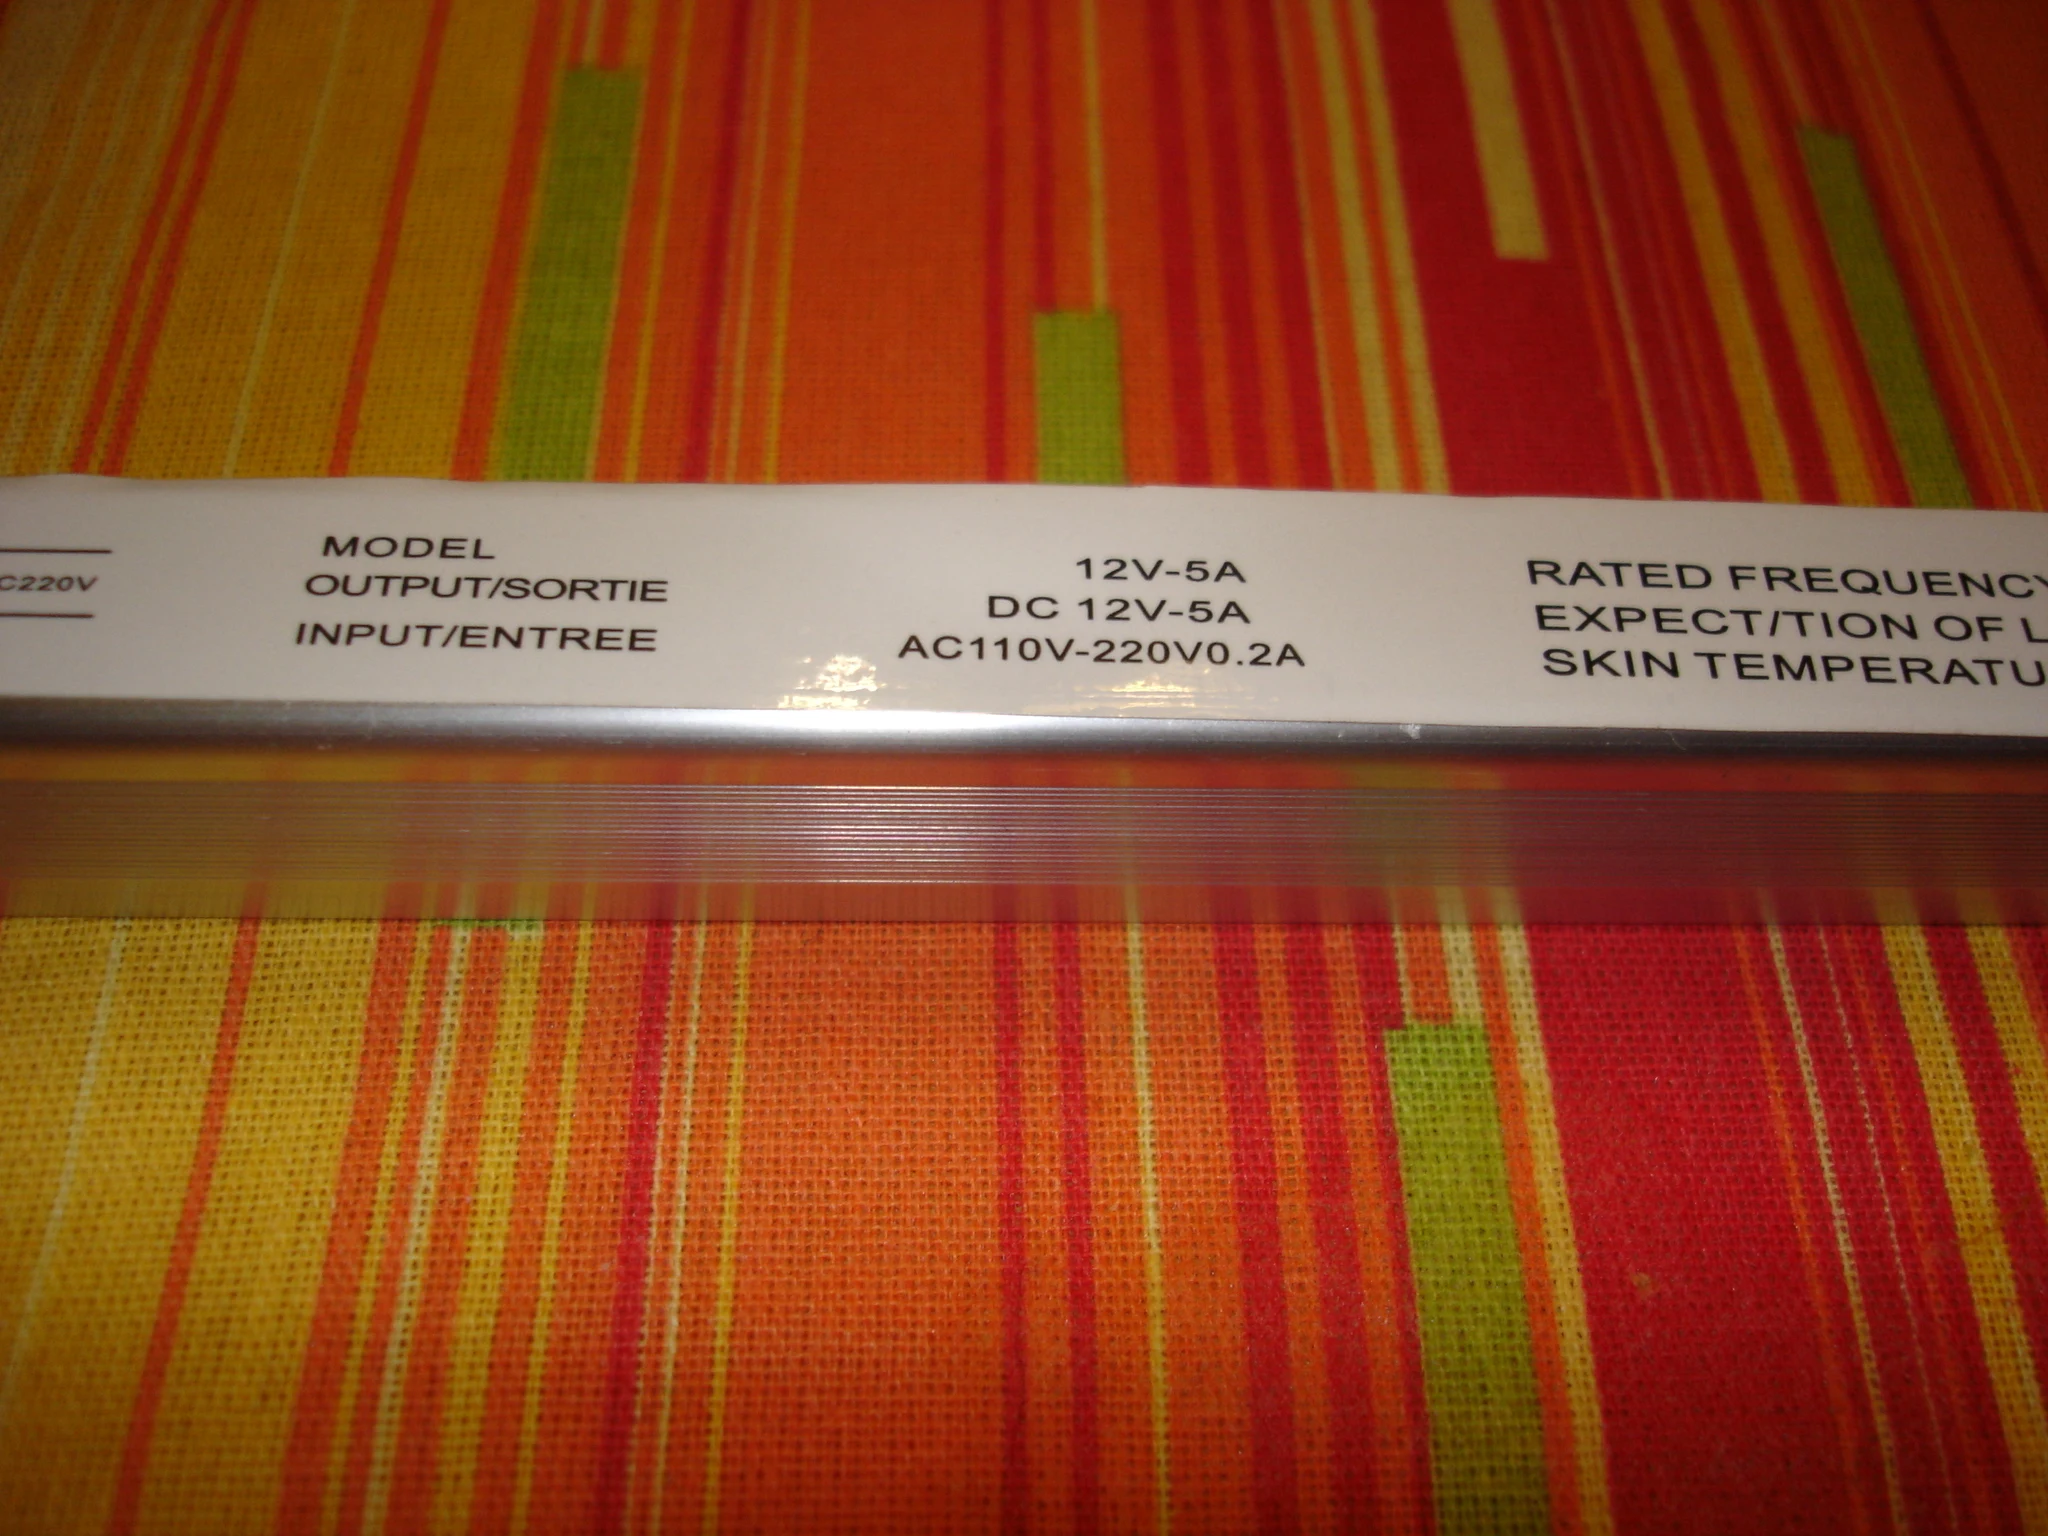 C220V
MODEL 12V-5A
OUTPUT/SORTIE DC 12V-5A
INPUT/ENTREE AC110V-220V0.2A
RATED FREQUENCY
EXPECT/TION OF L
SKIN TEMPERATU